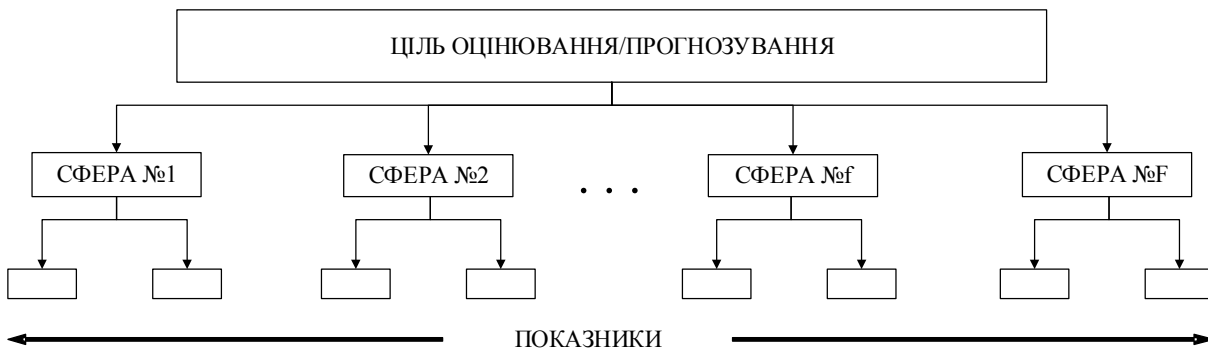 ЦІЛЬ ОЦІНЮВАННЯ/ПРОГНОЗУВАННЯ
СФЕРА №1
СФЕРА №2
. . .
СФЕРА №f
СФЕРА №F
ПОКАЗНИКИ